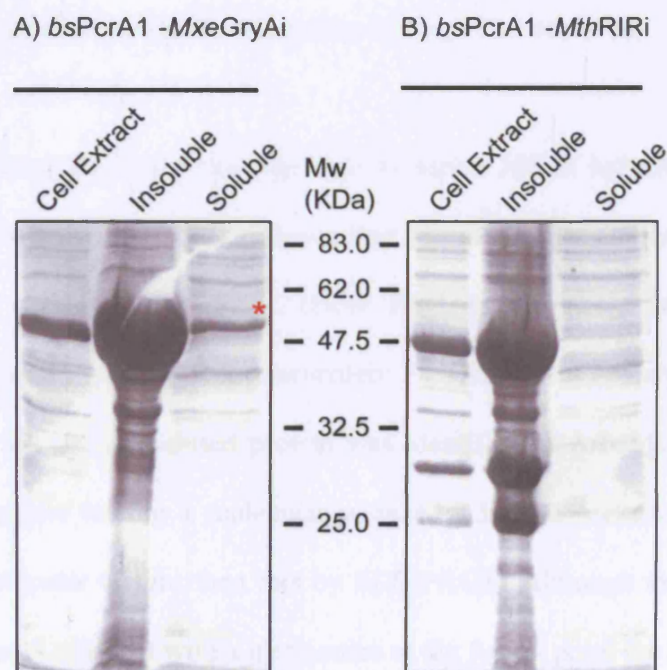 A) bsPcrA1 -MxeGryAi
B) bsPcrA1 -MthRIRi
Cell Extract
Insoluble
Soluble
Mw
(KDa)
Cell Extract
Insoluble
Soluble
83.0
62.0
*
47.5
32.5
25.0